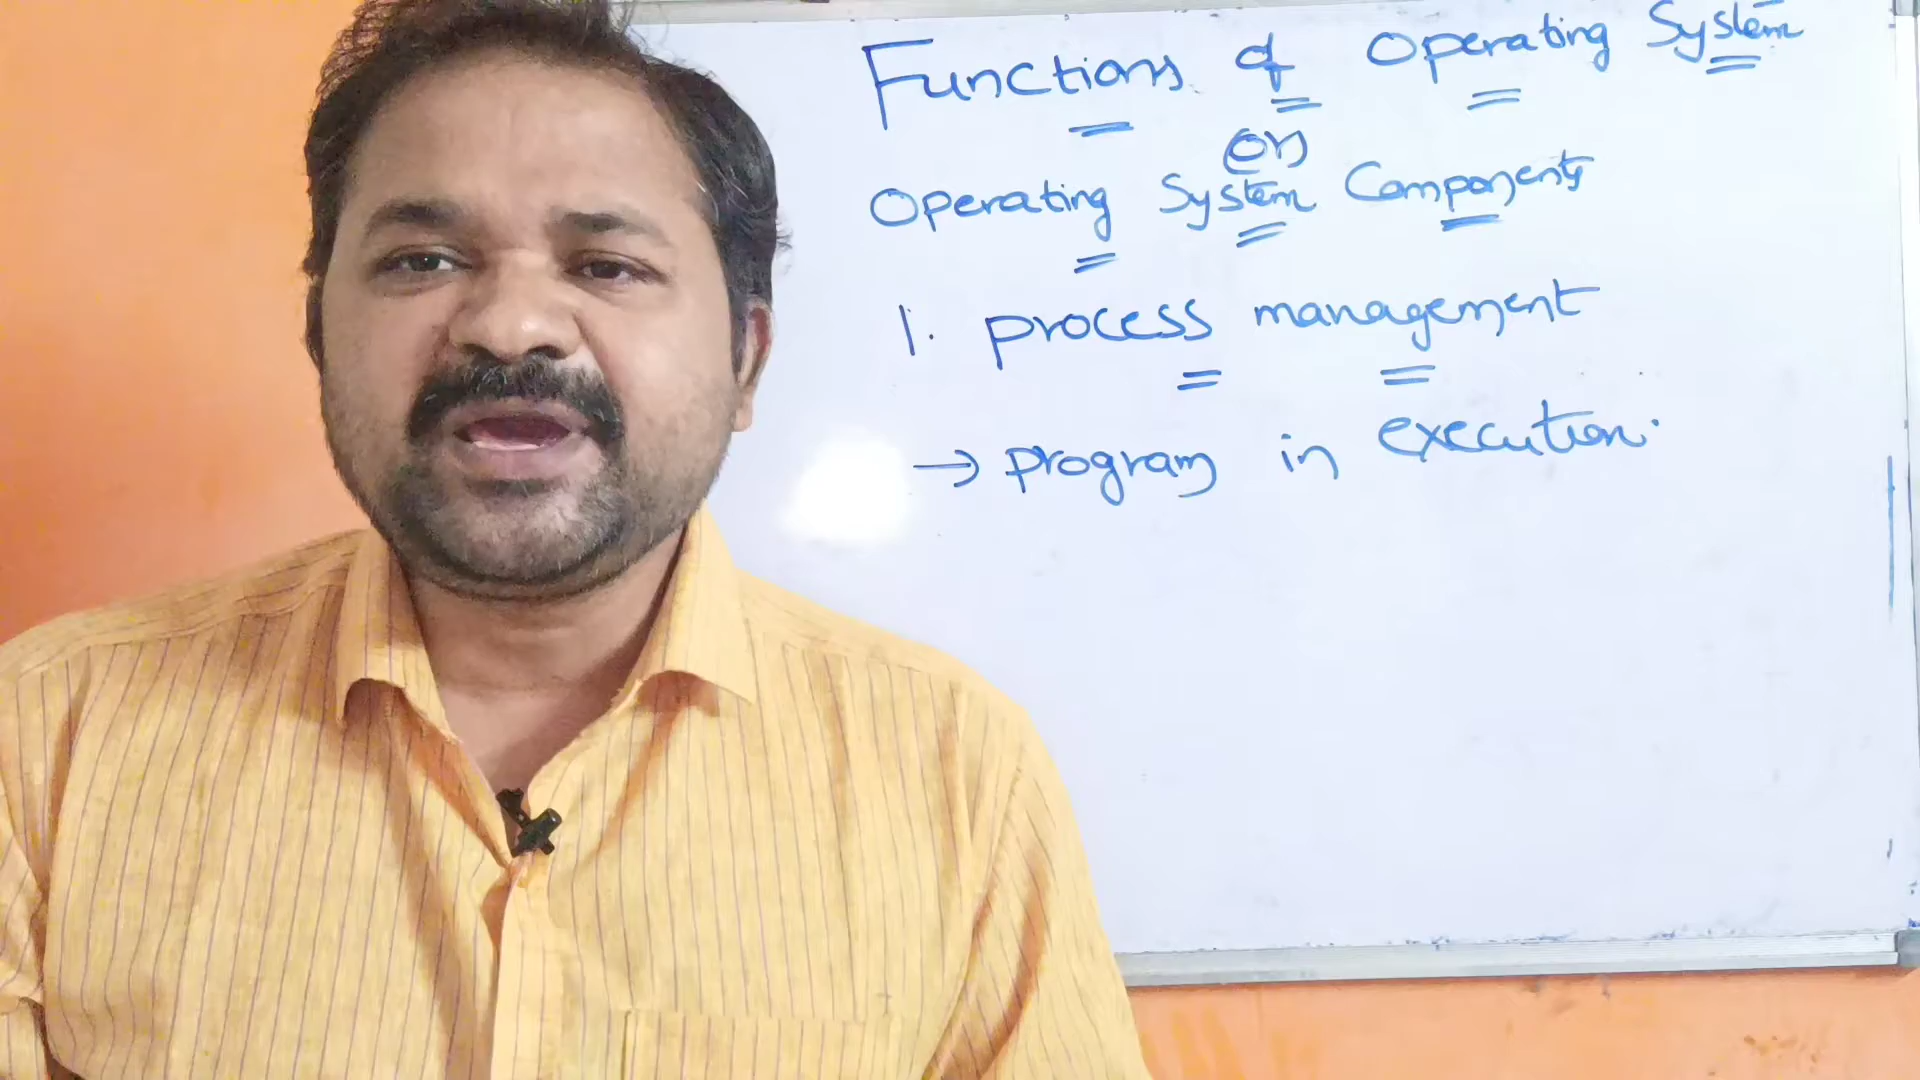 Functions of Operating System
(or)
Operating System Components
1. process management
→ program in execution.